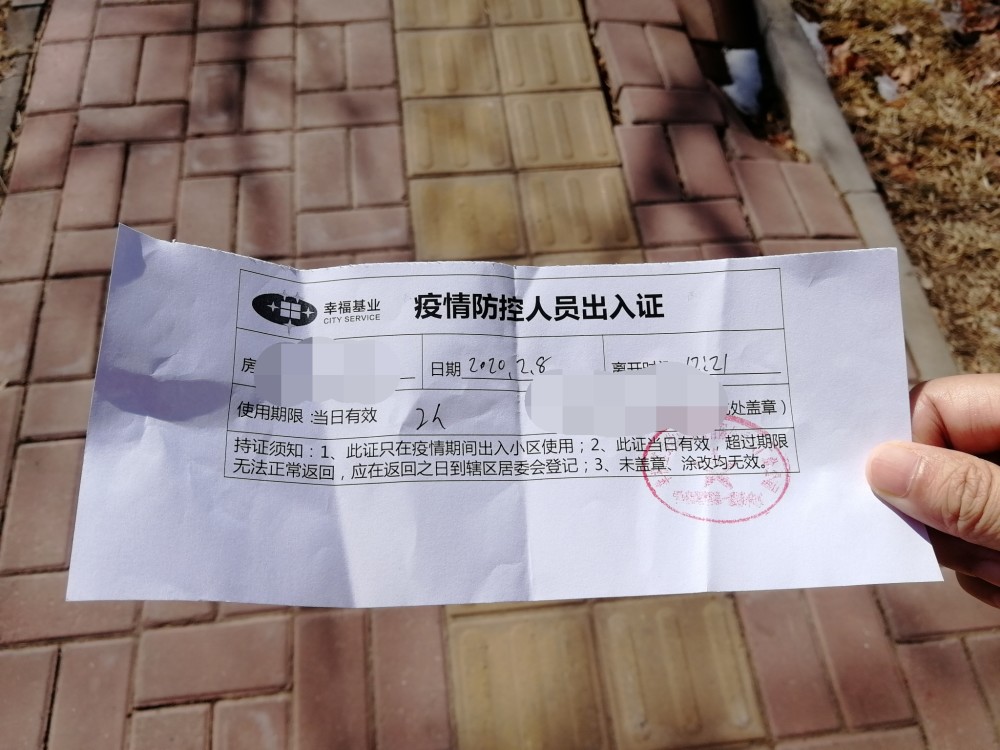 幸福基业
CITY SERVICE
疫情防控人员出入证
房
日期 2020.2.8
离开时间 12:21
使用期限:当日有效 2h
处盖章)
持证须知:1、此证只在疫情期间出入小区使用;2、此证当日有效,超过期限
无法正常返回,应在返回之日到辖区居委会登记;3、未盖章、涂改均无效。